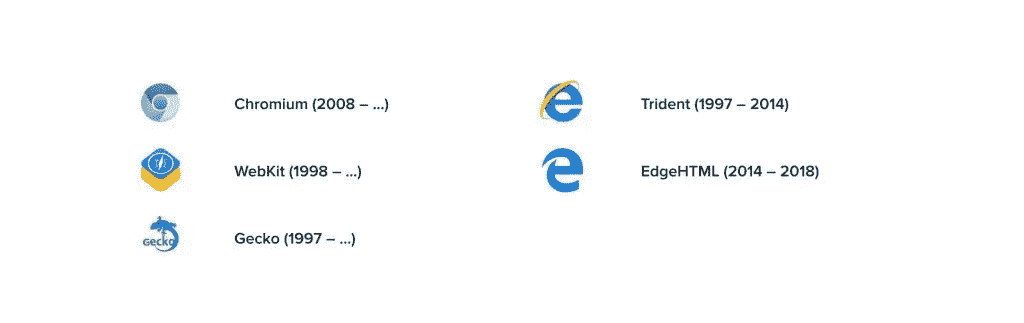 Chromium (2008 – ...)
WebKit (1998 – ...)
Gecko
Gecko (1997 – ...)
Trident (1997 – 2014)
EdgeHTML (2014 – 2018)